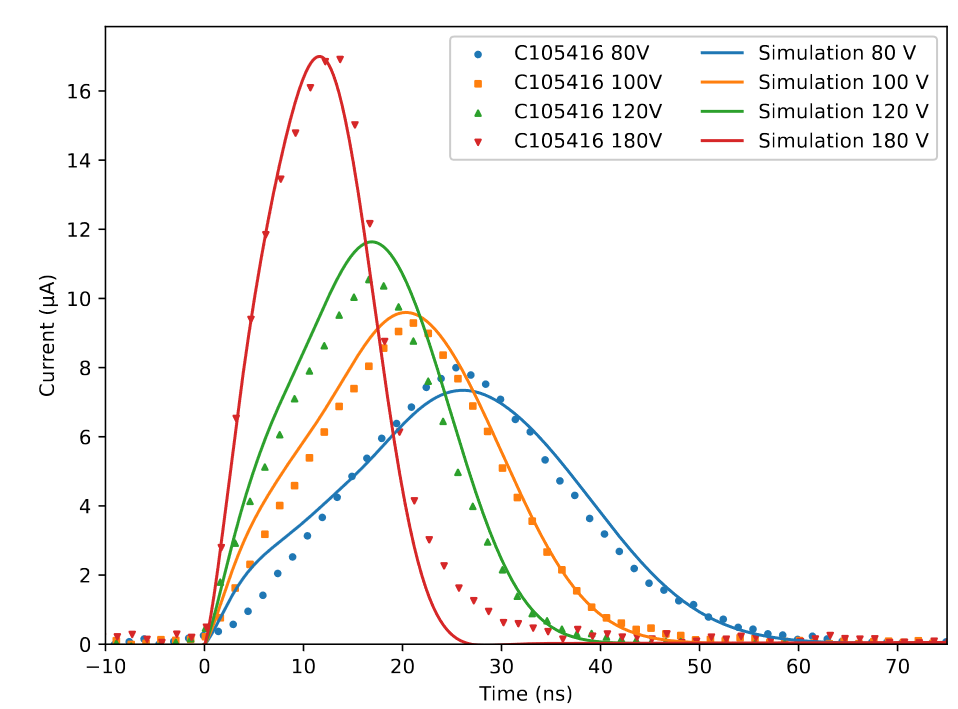 C105416 80V
C105416 100V
C105416 120V
C105416 180V
Simulation 80 V
Simulation 100 V
Simulation 120 V
Simulation 180 V
Current (μA)
16
14
12
10
8
6
4
2
0
−10 0 10 20 30 40 50 60 70
Time (ns)